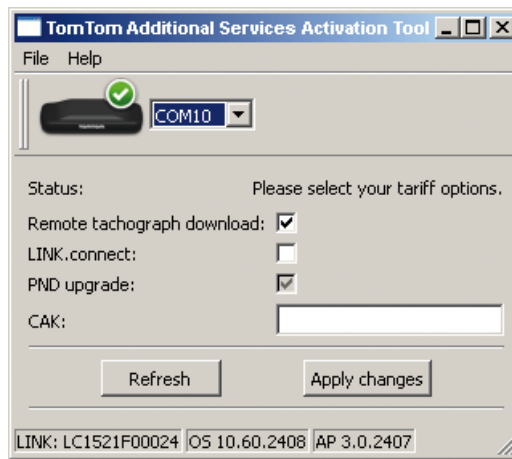 TomTom Additional Services Activation Tool
File Help
COM10
Status: Please select your tariff options.
Remote tachograph download:
LINK.connect:
PND upgrade:
CAK:
Refresh Apply changes
LINK: LC1521F00024 OS 10.60.2408 AP 3.0.2407